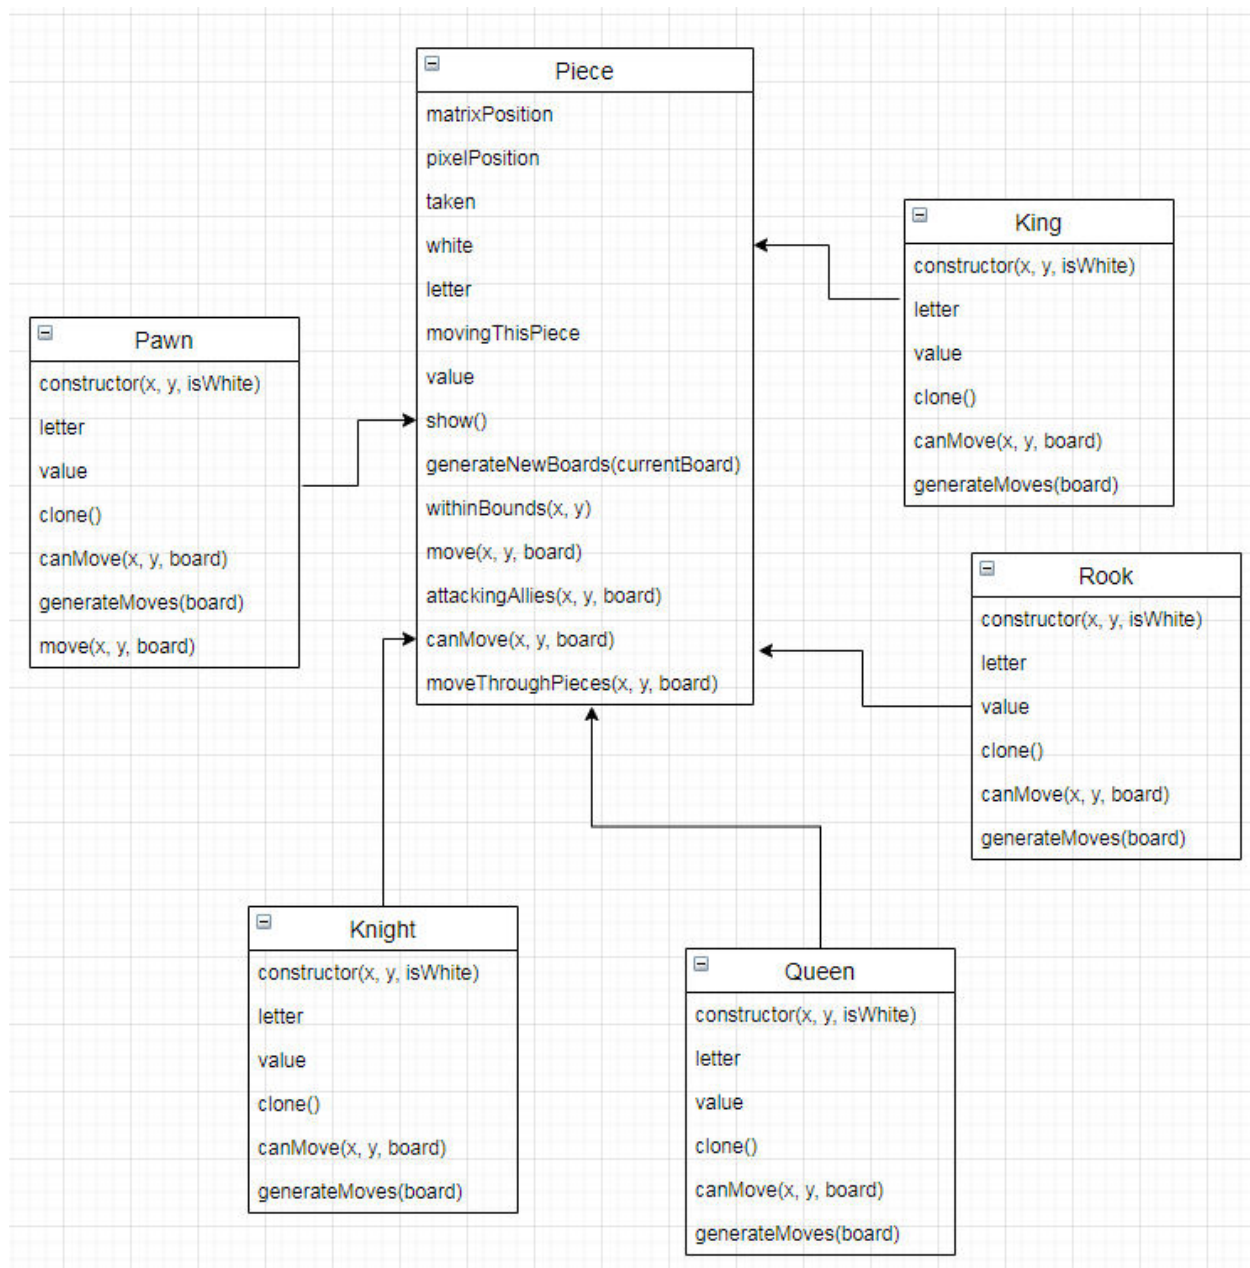 Piece
matrixPosition
pixelPosition
taken
white
letter
movingThisPiece
value
show()
generateNewBoards(currentBoard)
withinBounds(x, y)
move(x, y, board)
attackingAllies(x, y, board)
canMove(x, y, board)
moveThroughPieces(x, y, board)
King
constructor(x, y, isWhite)
letter
value
clone()
canMove(x, y, board)
generateMoves(board)
Pawn
constructor(x, y, isWhite)
letter
value
clone()
canMove(x, y, board)
generateMoves(board)
move(x, y, board)
Rook
constructor(x, y, isWhite)
letter
value
clone()
canMove(x, y, board)
generateMoves(board)
Knight
constructor(x, y, isWhite)
letter
value
clone()
canMove(x, y, board)
generateMoves(board)
Queen
constructor(x, y, isWhite)
letter
value
clone()
canMove(x, y, board)
generateMoves(board)